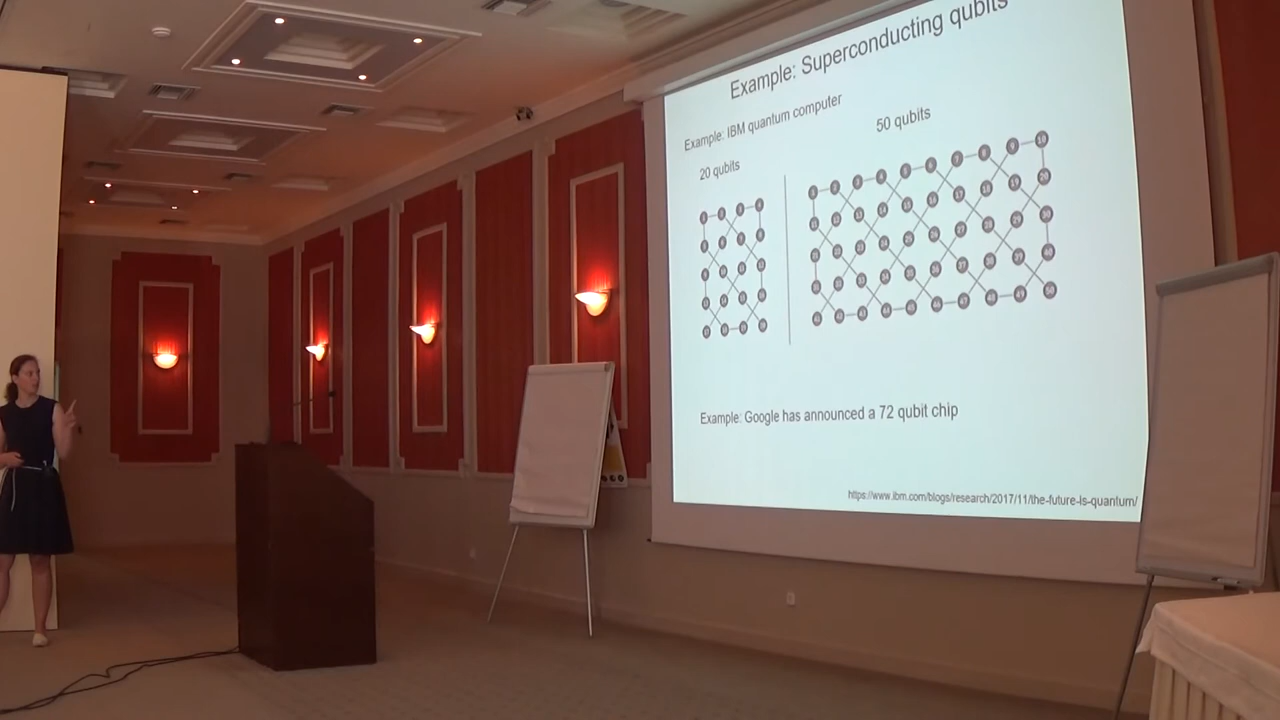 Example: Superconducting qubits
Example: IBM quantum computer
20 qubits
50 qubits
Example: Google has announced a 72 qubit chip
https://www.ibm.com/blogs/research/2017/11/the-future-is-quantum/